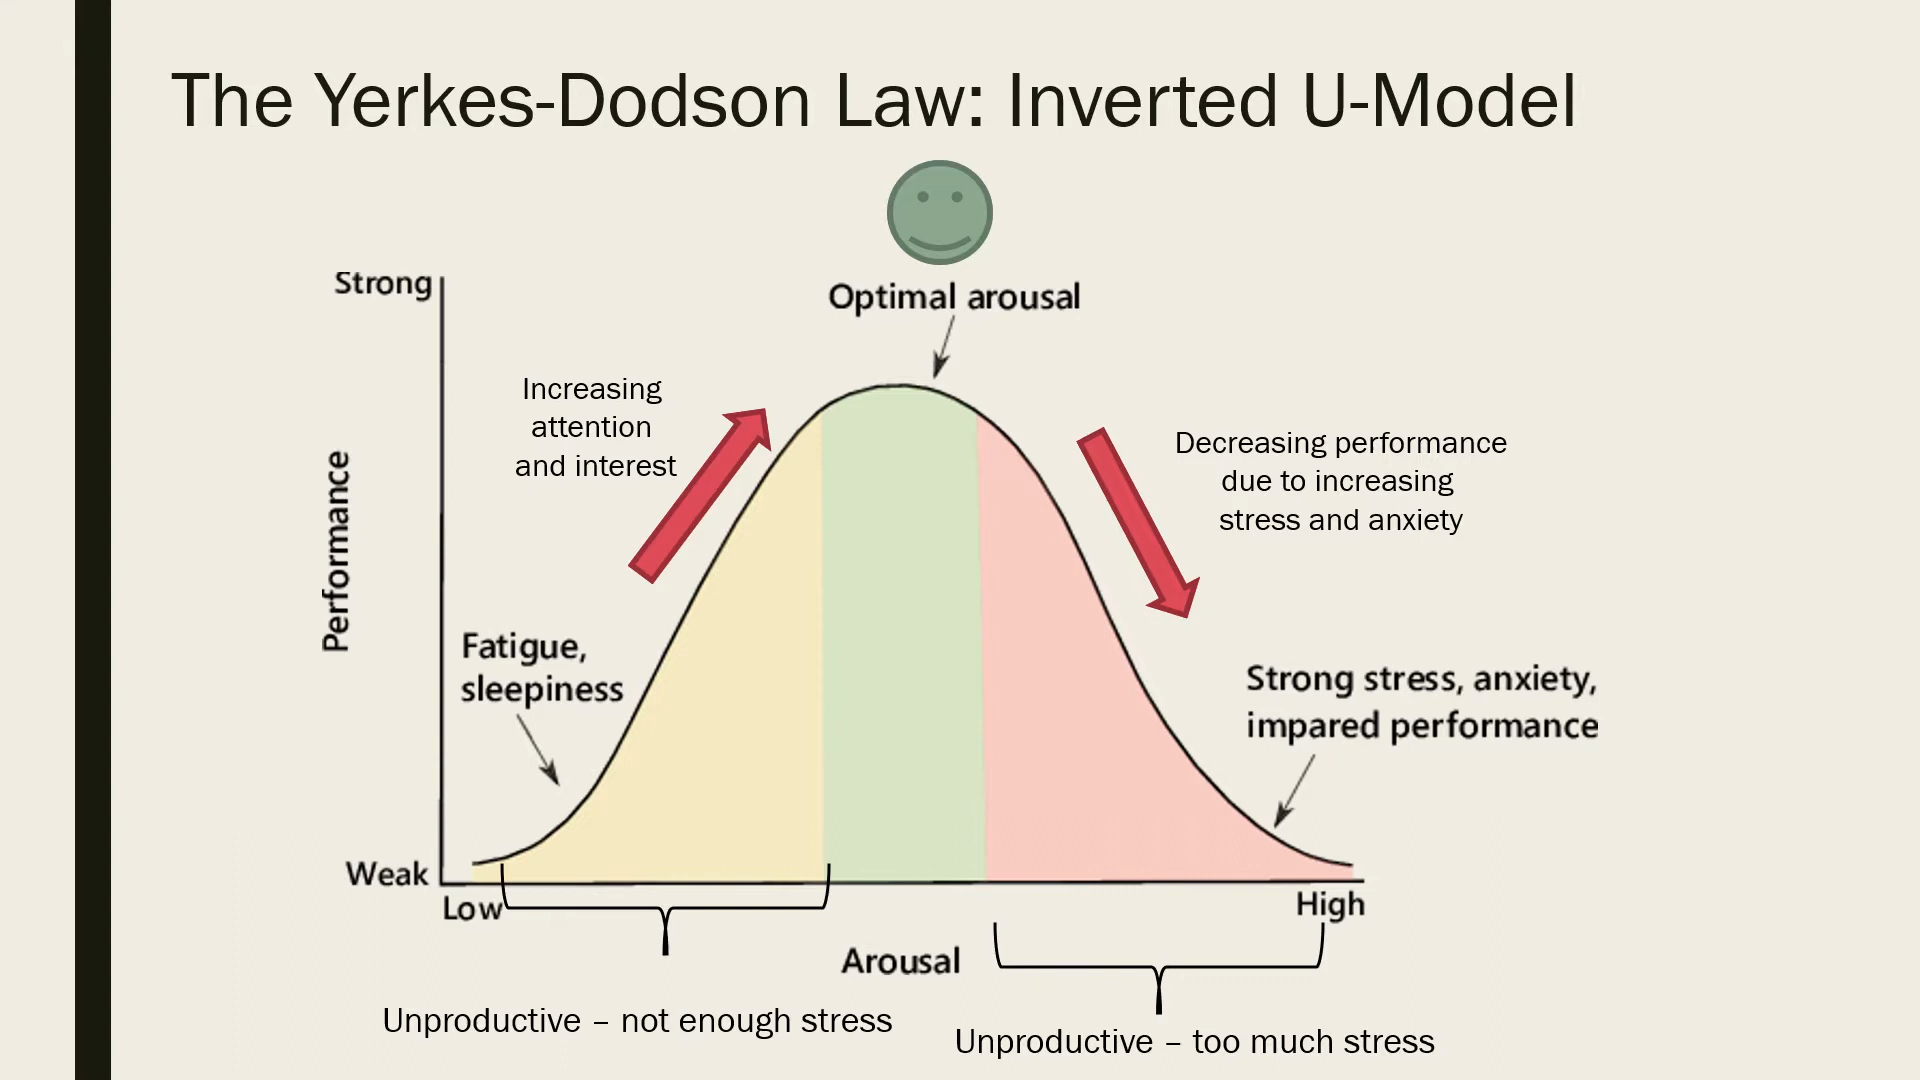 The Yerkes-Dodson Law: Inverted U-Model
Strong
Optimal arousal
Increasing
attention
and interest
Decreasing performance
due to increasing
stress and anxiety
Performance
Fatigue,
sleepiness
Strong stress, anxiety,
impared performance
Weak
Low
High
Arousal
Unproductive – not enough stress
Unproductive – too much stress